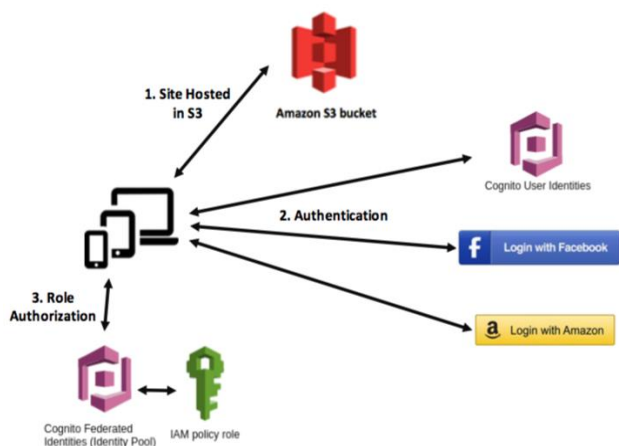 1. Site Hosted
in S3
Amazon S3 bucket
Cognito User Identities
2. Authentication
f Login with Facebook
a Login with Amazon
3. Role
Authorization
Cognito Federated
Identities (Identity Pool)
IAM policy role